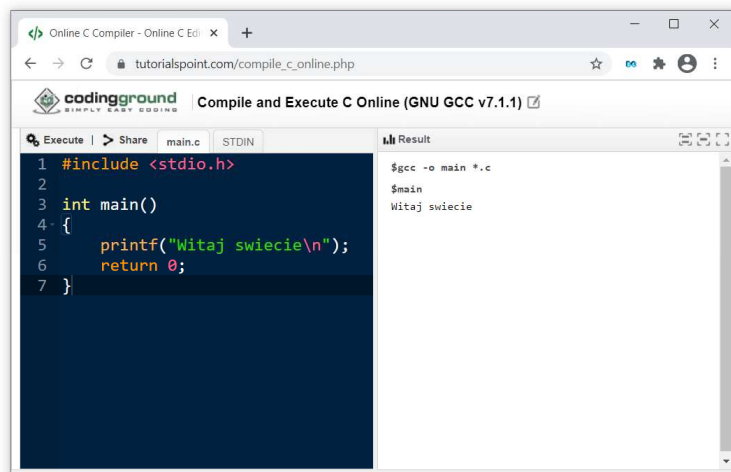 Online C Compiler - Online C Edi
tutorialspoint.com/compile_c_online.php
codingground
SIMPLY EASY CODING
Compile and Execute C Online (GNU GCC v7.1.1)
Execute | Share main.c STDIN
1 #include <stdio.h>
2
3 int main()
4 {
5 printf("Witaj swiecie\n");
6 return 0;
7 }
Result
$gcc -o main *.c
$main
Witaj swiecie